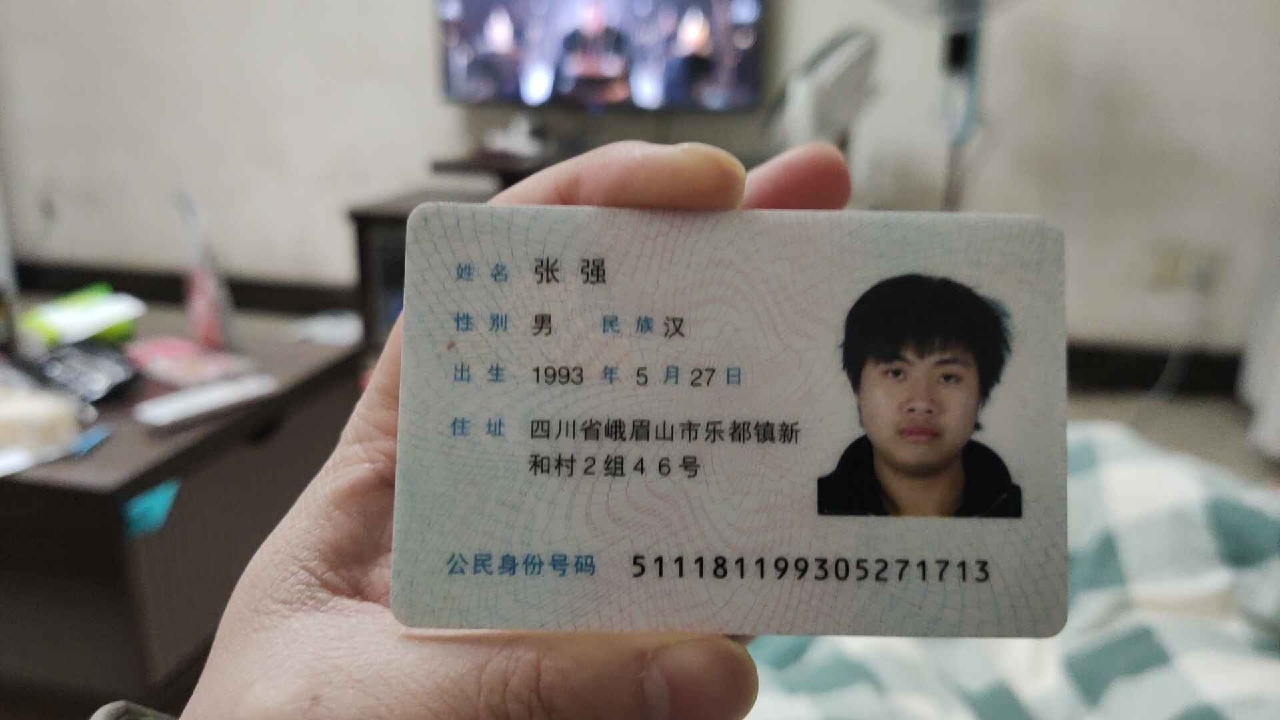 姓名 张强
性别 男 民族 汉
出生 1993 年 5 月 27 日
住址 四川省峨眉山市乐都镇新
和村2组46号
公民身份号码 511181199305271713